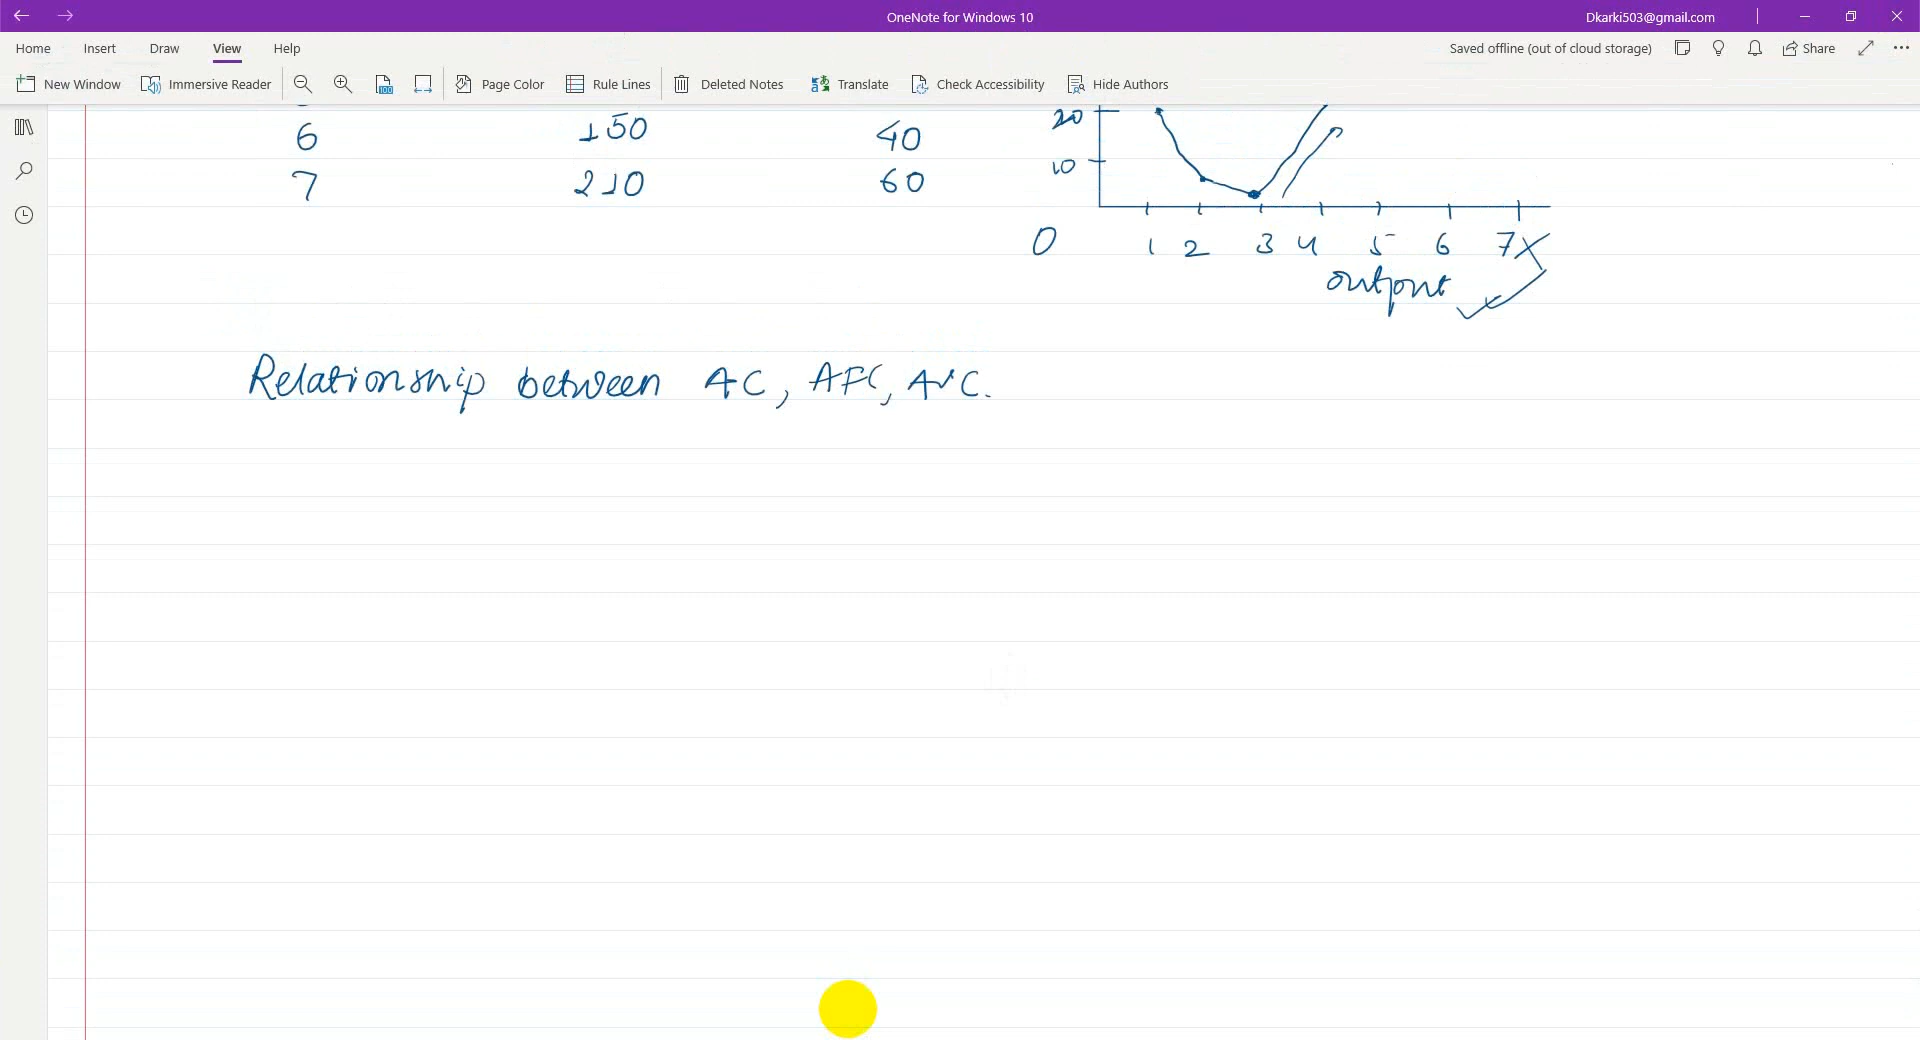 OneNote for Windows 10
Dkarki503@gmail.com
Home Insert Draw View Help
Saved offline (out of cloud storage) Share
New Window Immersive Reader 100 Page Color Rule Lines Deleted Notes Translate Check Accessibility Hide Authors
6 150 40
7 210 60
20
10
0 1 2 3 4 5 6 7 X
output
Relationship between AC, AFC, AVC.